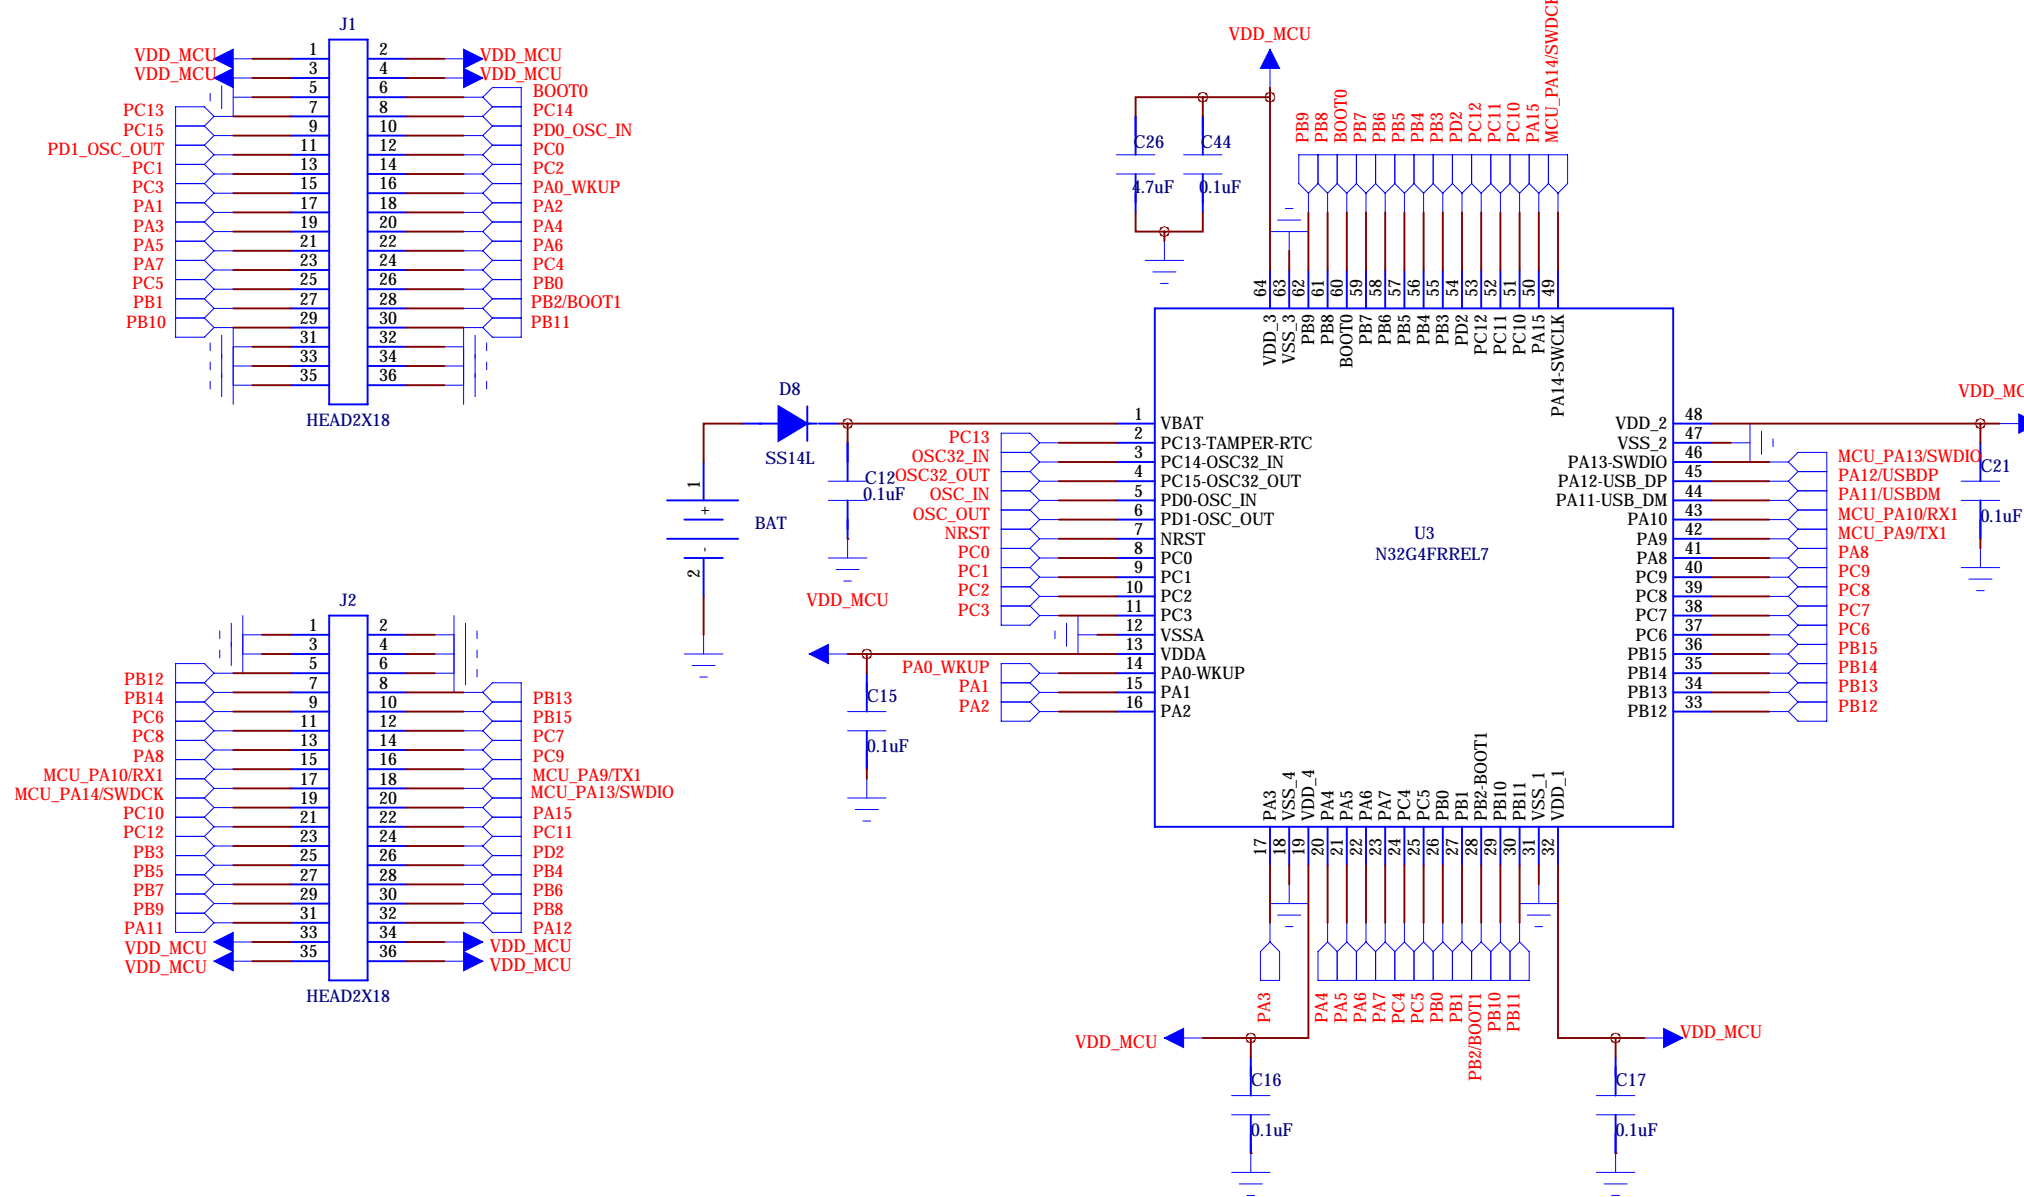 J1
VDD_MCU 1 2 VDD_MCU
VDD_MCU 3 4 VDD_MCU
5 6 BOOT0
PC13 7 8 PC14
PC15 9 10 PD0_OSC_IN
PD1_OSC_OUT 11 12 PC0
PC1 13 14 PC2
PC3 15 16 PA0_WKUP
PA1 17 18 PA2
PA3 19 20 PA4
PA5 21 22 PA6
PA7 23 24 PC4
PC5 25 26 PB0
PB1 27 28 PB2/BOOT1
PB10 29 30 PB11
31 32
33 34
35 36
HEAD2X18
J2
1 2
3 4
5 6
PB12 7 8 PB13
PB14 9 10 PB15
PC6 11 12 PC7
PC8 13 14 PC9
PA8 15 16 MCU_PA9/TX1
MCU_PA10/RX1 17 18 MCU_PA13/SWDIO
MCU_PA14/SWDCK 19 20 PA15
PC10 21 22 PC11
PC12 23 24 PD2
PB3 25 26 PB4
PB5 27 28 PB6
PB7 29 30 PB8
PB9 31 32 PA12
PA11 33 34 VDD_MCU
VDD_MCU 35 36 VDD_MCU
VDD_MCU
HEAD2X18
D8
SS14L
C12
0.1uF
1
+
BAT
-
2
VDD_MCU
C15
0.1uF
VDD_MCU
C26
4.7uF
C44
0.1uF
PB9
PB8
BOOT0
PB7
PB6
PB5
PB4
PB3
PD2
PC12
PC11
PC10
PA15
MCU_PA14/SWDC
64 VDD_3
63 VSS_3
62 PB9
61 PB8
60 BOOT0
59 PB7
58 PB6
57 PB5
56 PB4
55 PB3
54 PD2
53 PC12
52 PC11
51 PC10
50 PA15
49 PA14-SWCLK
1 VBAT
PC13 2 PC13-TAMPER-RTC
OSC32_IN 3 PC14-OSC32_IN
OSC32_OUT 4 PC15-OSC32_OUT
OSC_IN 5 PD0-OSC_IN
OSC_OUT 6 PD1-OSC_OUT
NRST 7 NRST
PC0 8 PC0
PC1 9 PC1
PC2 10 PC2
PC3 11 PC3
12 VSSA
13 VDDA
PA0_WKUP 14 PA0-WKUP
PA1 15 PA1
PA2 16 PA2
U3
N32G4FRREL7
VDD_2 48
VSS_2 47
PA13-SWDIO 46 MCU_PA13/SWDIO
PA12-USB_DP 45 PA12/USBDP
PA11-USB_DM 44 PA11/USBDM
PA10 43 MCU_PA10/RX1
PA9 42 MCU_PA9/TX1
PA8 41 PA8
PC9 40 PC9
PC8 39 PC8
PC7 38 PC7
PC6 37 PC6
PB15 36 PB15
PB14 35 PB14
PB13 34 PB13
PB12 33 PB12
VDD_M
C21
0.1uF
PA3 17 PA3
VSS_4 18
VDD_4 19
PA4 20 PA4
PA5 21 PA5
PA6 22 PA6
PA7 23 PA7
PC4 24 PC4
PC5 25 PC5
PB0 26 PB0
PB1 27 PB1
PB2-BOOT1 28 PB2/BOOT1
PB10 29 PB10
PB11 30 PB11
VSS_1 31
VDD_1 32
VDD_MCU
C16
0.1uF
VDD_MCU
C17
0.1uF